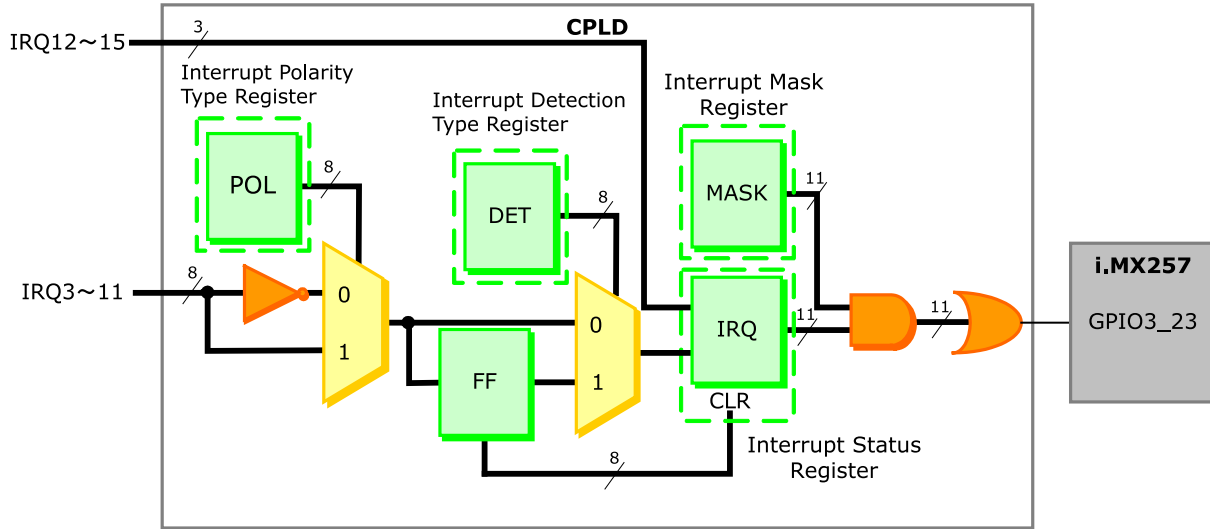 CPLD
IRQ12~15
3
Interrupt Polarity
Type Register
POL
8
Interrupt Detection
Type Register
DET
8
Interrupt Mask
Register
MASK
11
IRQ3~11
8
0
1
FF
0
1
IRQ
CLR
11
8
Interrupt Status
Register
11
i.MX257
GPIO3_23